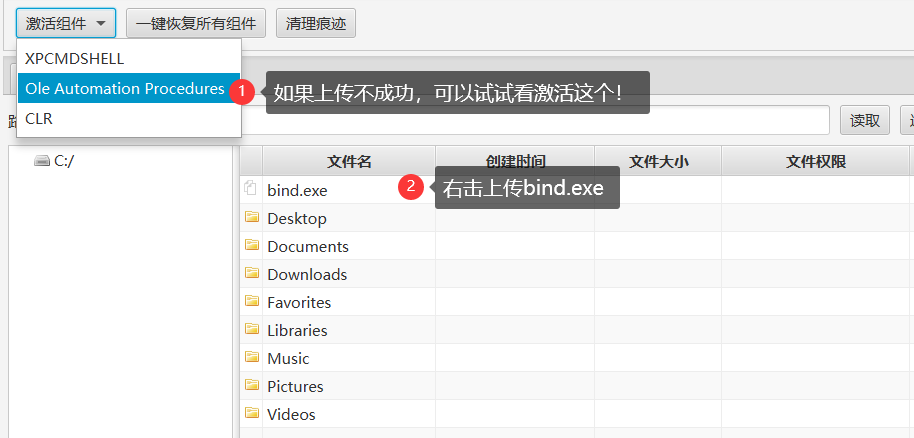 激活组件 一键恢复所有组件 清理痕迹
XPCMDSHELL
Ole Automation Procedures 1 如果上传不成功，可以试试看激活这个！
CLR
读取
C:/
文件名 创建时间 文件大小 文件权限
bind.exe 2 右击上传bind.exe
Desktop
Documents
Downloads
Favorites
Libraries
Music
Pictures
Videos